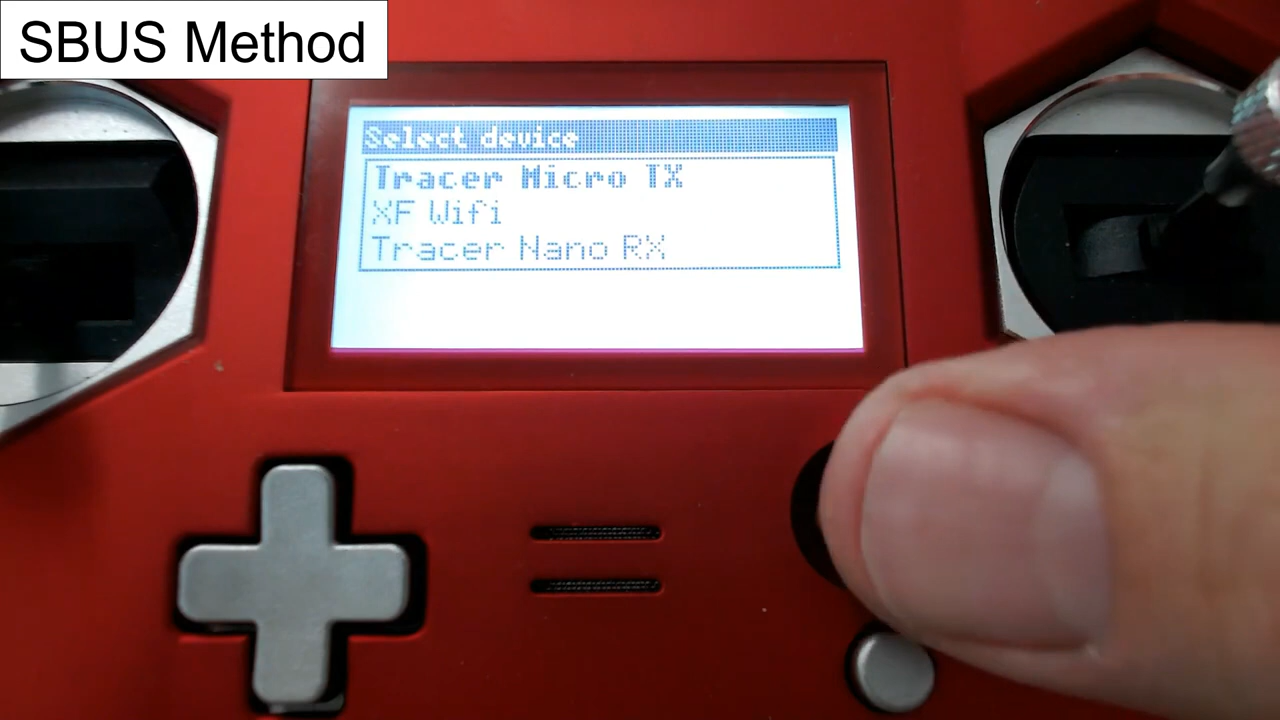 SBUS Method
Select device
Tracer Micro TX
XF Wifi
Tracer Nano RX